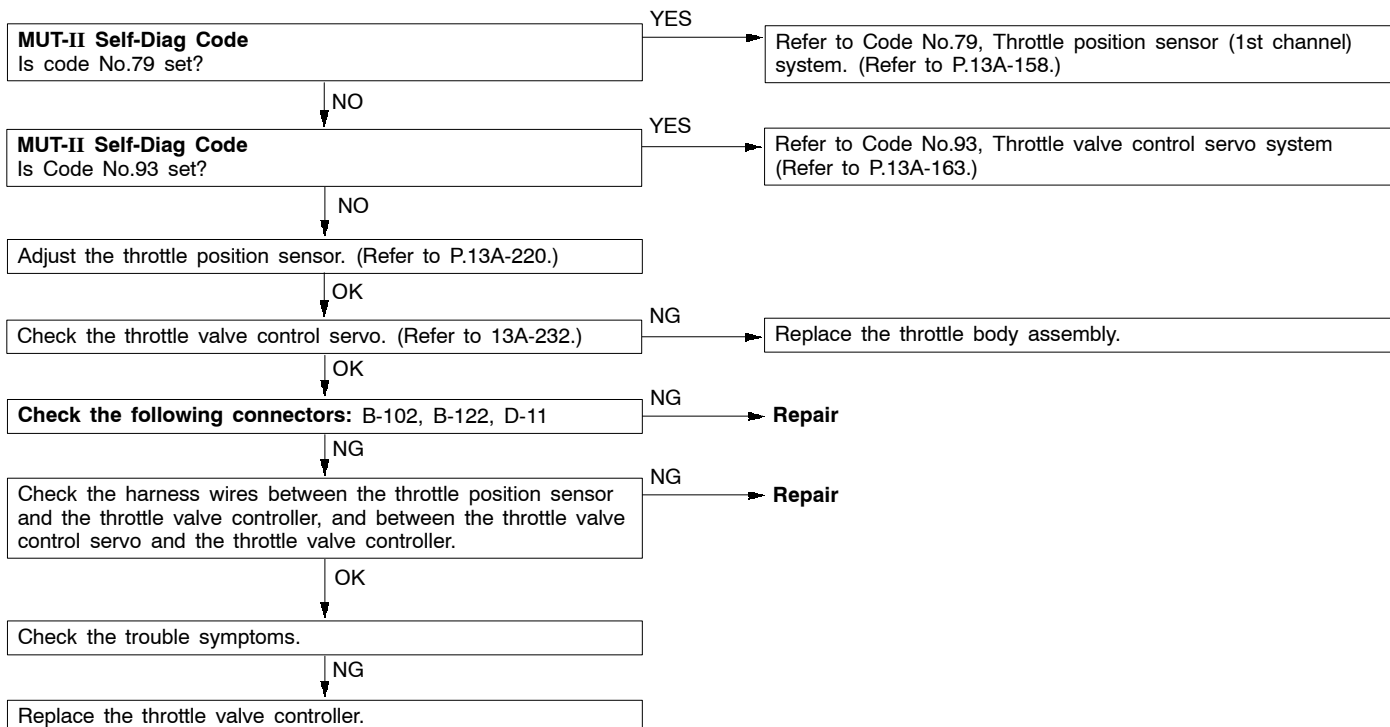 MUT-II Self-Diag Code
Is code No.79 set?
YES
Refer to Code No.79, Throttle position sensor (1st channel)
system. (Refer to P.13A-158.)
NO
MUT-II Self-Diag Code
Is Code No.93 set?
YES
Refer to Code No.93, Throttle valve control servo system
(Refer to P.13A-163.)
NO
Adjust the throttle position sensor. (Refer to P.13A-220.)
OK
Check the throttle valve control servo. (Refer to 13A-232.)
NG
Replace the throttle body assembly.
OK
Check the following connectors: B-102, B-122, D-11
NG
Repair
NG
Check the harness wires between the throttle position sensor
and the throttle valve controller, and between the throttle valve
control servo and the throttle valve controller.
NG
Repair
OK
Check the trouble symptoms.
NG
Replace the throttle valve controller.